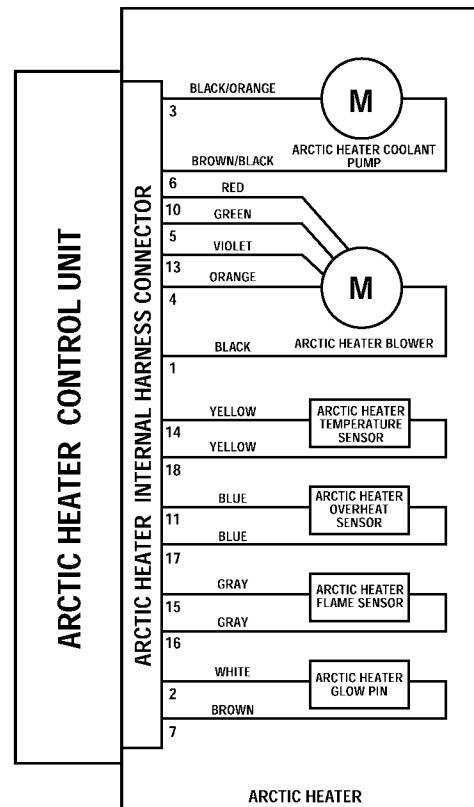 ARCTIC HEATER CONTROL UNIT
ARCTIC HEATER INTERNAL HARNESS CONNECTOR
BLACK/ORANGE
3
M
ARCTIC HEATER COOLANT
PUMP
BROWN/BLACK
6
RED
10
GREEN
5
VIOLET
13
ORANGE
4
M
ARCTIC HEATER BLOWER
BLACK
1
YELLOW
14
ARCTIC HEATER
TEMPERATURE
SENSOR
YELLOW
18
BLUE
11
ARCTIC HEATER
OVERHEAT
SENSOR
BLUE
17
GRAY
15
ARCTIC HEATER
FLAME SENSOR
GRAY
16
WHITE
2
ARCTIC HEATER
GLOW PIN
BROWN
7
ARCTIC HEATER